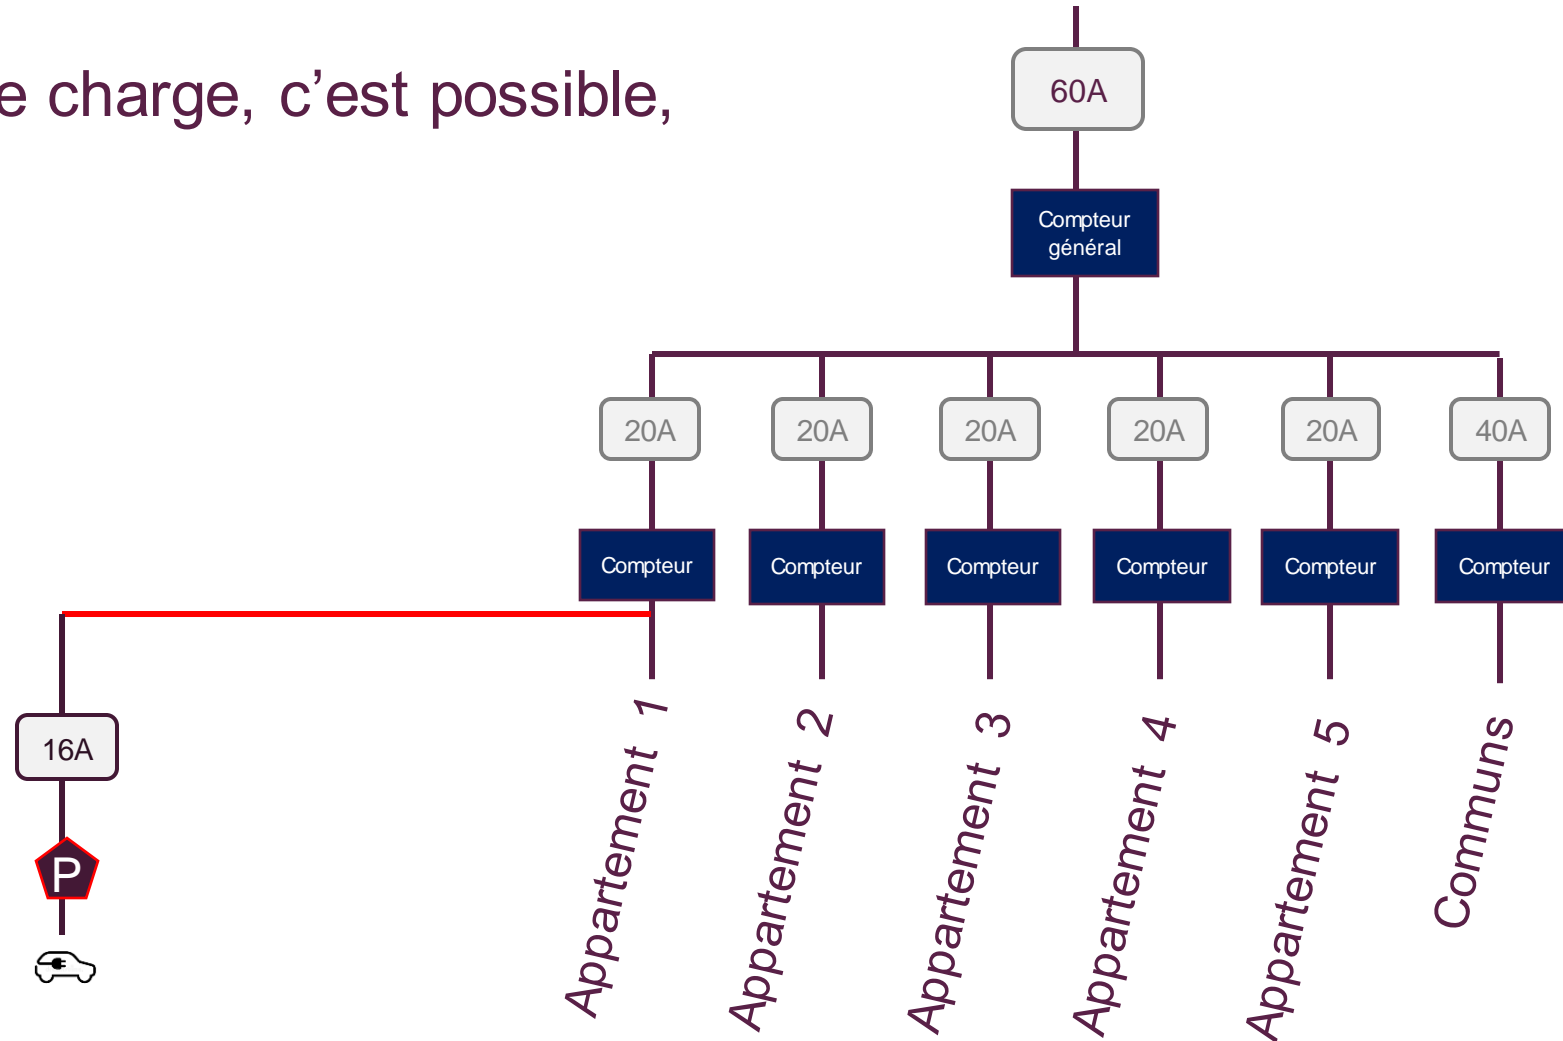 e charge, c’est possible,
60A
Compteur
général
20A
20A
20A
20A
20A
40A
Compteur
Compteur
Compteur
Compteur
Compteur
Compteur
16A
P
Appartement 1
Appartement 2
Appartement 3
Appartement 4
Appartement 5
Communs